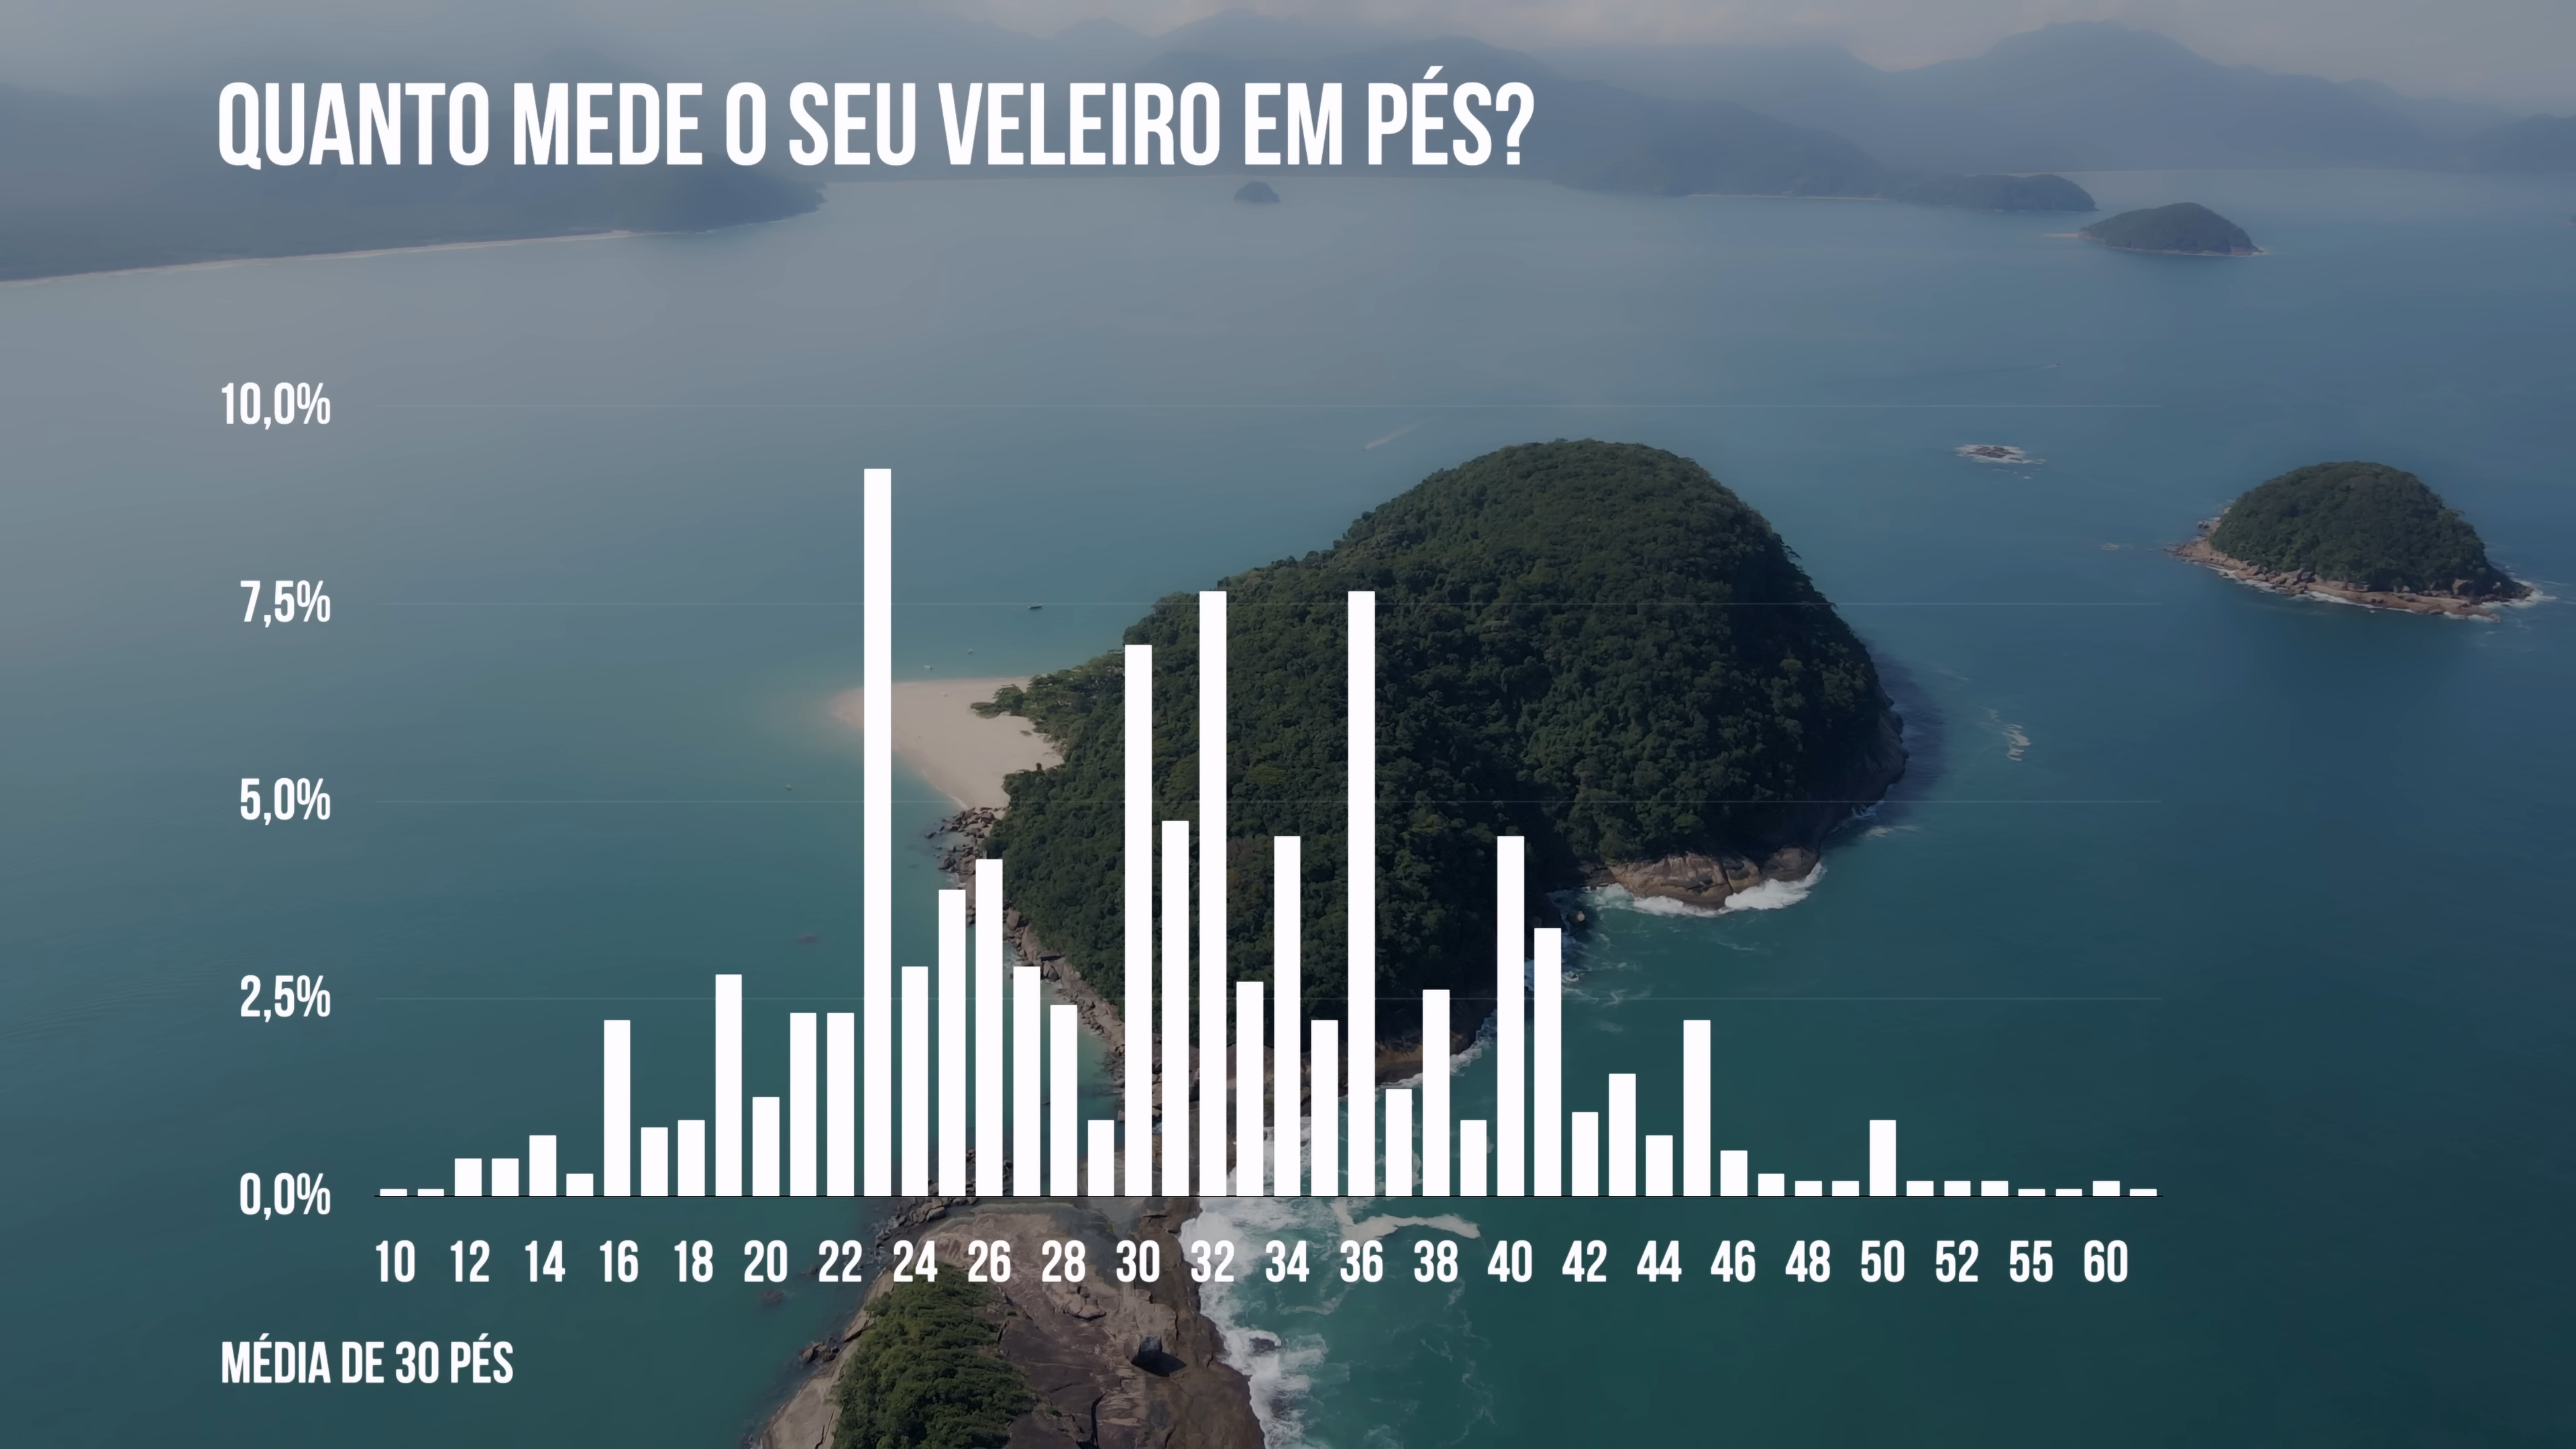 QUANTO MEDE O SEU VELEIRO EM PÉS?
10,0%
7,5%
5,0%
2,5%
0,0%
10 12 14 16 18 20 22 24 26 28 30 32 34 36 38 40 42 44 46 48 50 52 55 60
MÉDIA DE 30 PÉS